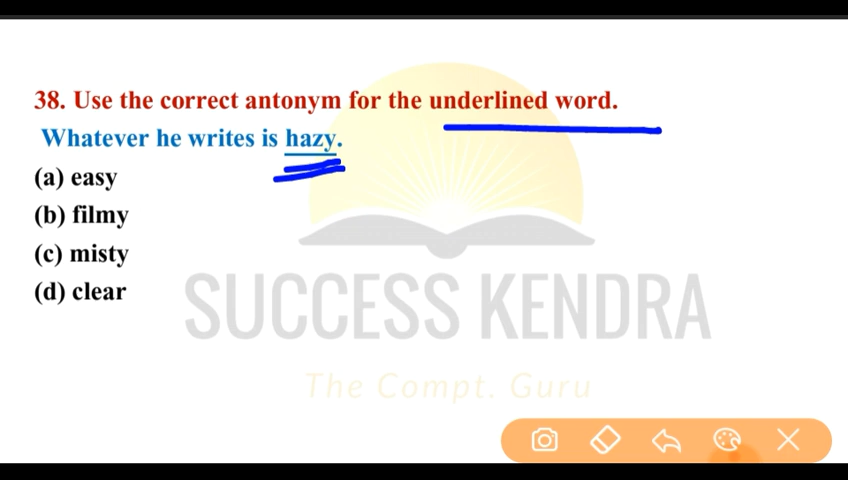 38. Use the correct antonym for the underlined word.
Whatever he writes is hazy.
(a) easy
(b) filmy
(c) misty
(d) clear
SUCCESS KENDRA
The Compt. Guru